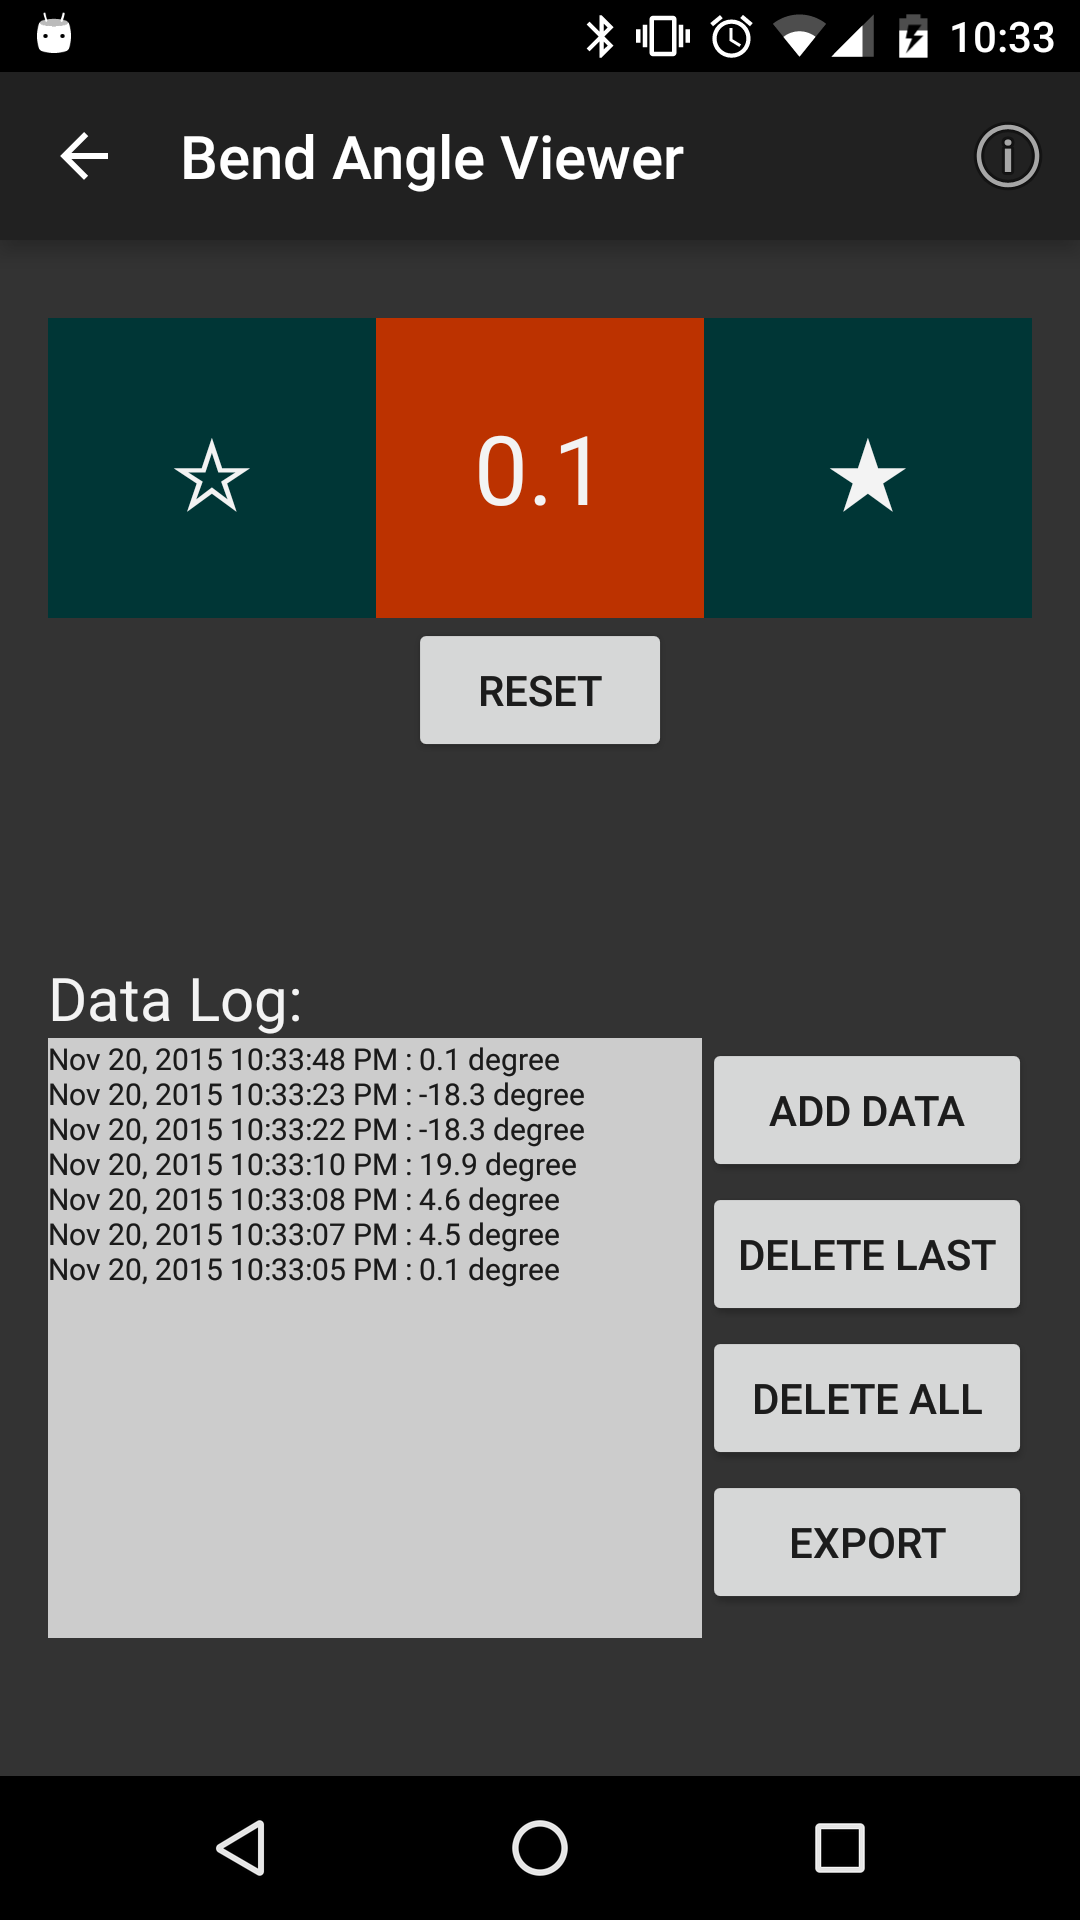 10:33
Bend Angle Viewer
0.1
RESET
Data Log:
Nov 20, 2015 10:33:48 PM : 0.1 degree
Nov 20, 2015 10:33:23 PM : -18.3 degree
Nov 20, 2015 10:33:22 PM : -18.3 degree
Nov 20, 2015 10:33:10 PM : 19.9 degree
Nov 20, 2015 10:33:08 PM : 4.6 degree
Nov 20, 2015 10:33:07 PM : 4.5 degree
Nov 20, 2015 10:33:05 PM : 0.1 degree
ADD DATA
DELETE LAST
DELETE ALL
EXPORT